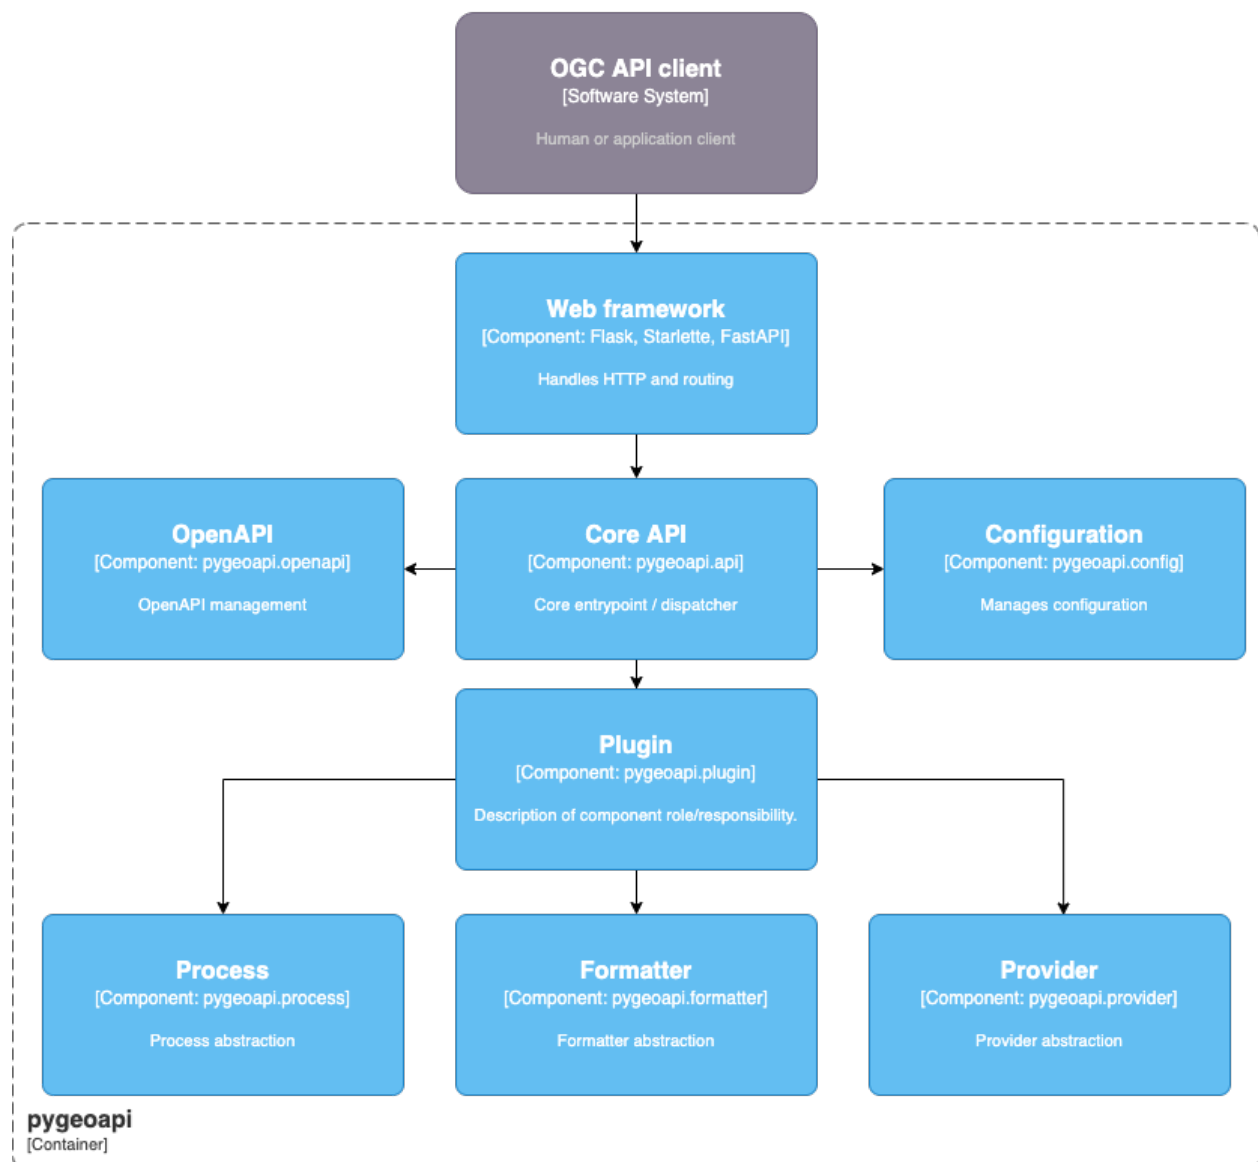 OGC API client
[Software System]
Human or application client
Web framework
[Component: Flask, Starlette, FastAPI]
Handles HTTP and routing
OpenAPI
[Component: pygeoapi.openapi]
OpenAPI management
Core API
[Component: pygeoapi.api]
Core entrypoint / dispatcher
Configuration
[Component: pygeoapi.config]
Manages configuration
Plugin
[Component: pygeoapi.plugin]
Description of component role/responsibility.
Process
[Component: pygeoapi.process]
Process abstraction
Formatter
[Component: pygeoapi.formatter]
Formatter abstraction
Provider
[Component: pygeoapi.provider]
Provider abstraction
pygeoapi
[Container]